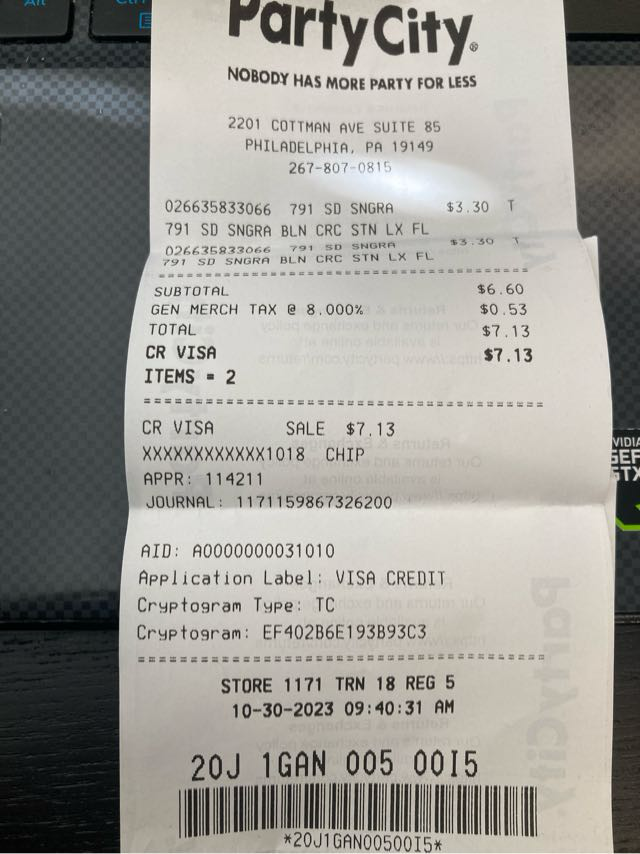 Alt
Ctrl
PartyCity®
NOBODY HAS MORE PARTY FOR LESS
2201 COTTMAN AVE SUITE 85
PHILADELPHIA, PA 19149
267-807-0815
026635833066 791 SD SNGRA $3.30 T
791 SD SNGRA BLN CRC STN LX FL
026635833066 791 SD SNGRA $3.30 T
791 SD SNGRA BLN CRC STN LX FL
SUBTOTAL $6.60
GEN MERCH TAX @ 8.000% $0.53
TOTAL $7.13
CR VISA $7.13
ITEMS = 2
CR VISA SALE $7.13
XXXXXXXXXXXX1018 CHIP
APPR: 114211
JOURNAL: 1171159867326200
AID: A0000000031010
Application Label: VISA CREDIT
Cryptogram Type: TC
Cryptogram: EF402B6E193B93C3
STORE 1171 TRN 18 REG 5
10-30-2023 09:40:31 AM
20J 1GAN 005 00I5
*20J1GAN00500I5*